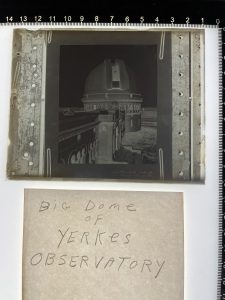 14 13 12 11 10 9 8 7 6 5 4 3 2 1 0
BIG DOME
OF
YERKES
OBSERVATORY